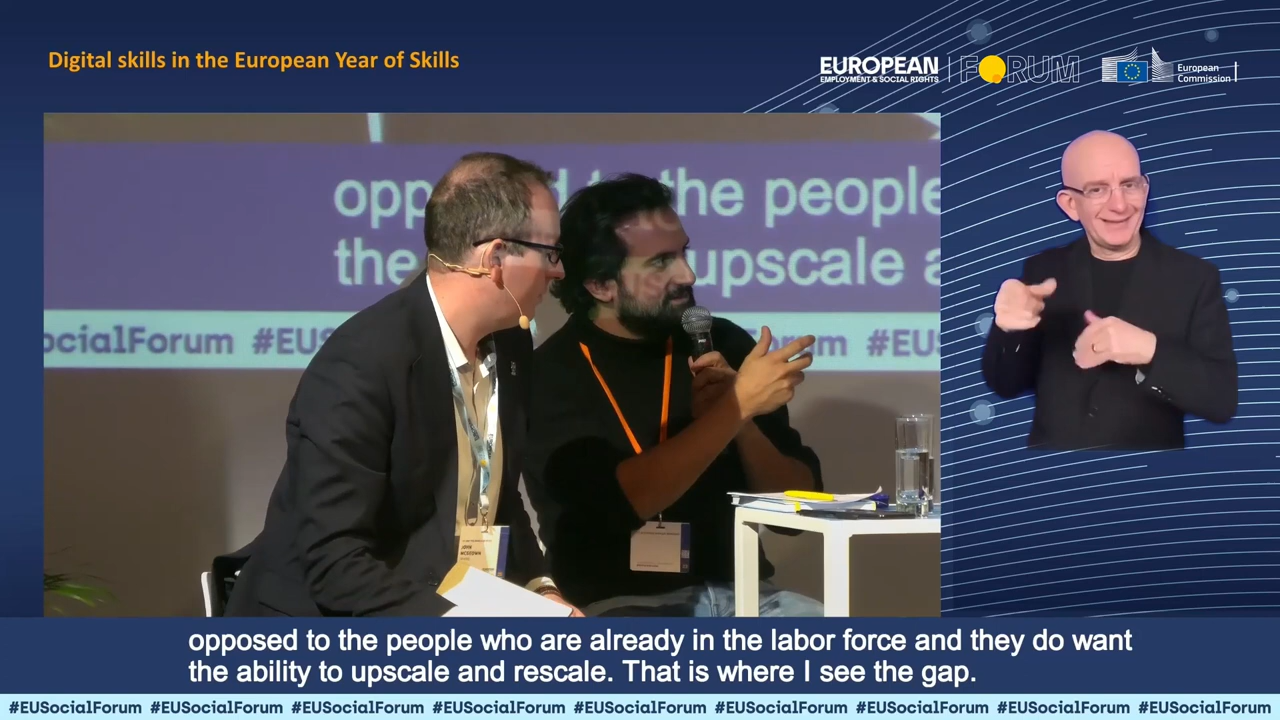 Digital skills in the European Year of Skills
EUROPEAN
EMPLOYMENT & SOCIAL RIGHTS
FORUM
European
Commission
the people
the
upscale
ocialForum #EUS
#EU
JOHN
opposed to the people who are already in the labor force and they do want
the ability to upscale and rescale. That is where I see the gap.
#EUSocialForum #EUSocialForum #EUSocialForum #EUSocialForum #EUSocialForum #EUSocialForum #EUSocialForum #EUSocialForum #EUSocialForum